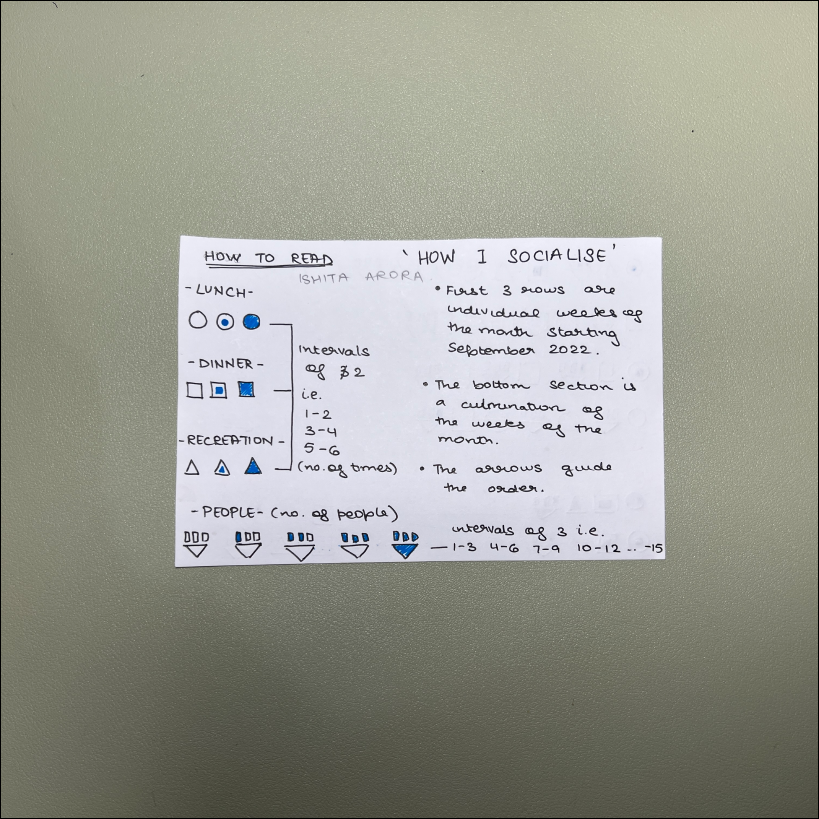 HOW TO READ
'HOW I SOCIALISE'
ISHITA ARORA
-LUNCH-
-DINNER-
-RECREATION-
Intervals
of 2
i.e.
1-2
3-4
5-6
(no. of times)
• First 3 rows are
individual weeks of
the month starting
September 2022.
• The bottom section is
a culmination of
the weeks of the
month.
• The arrows guide
the order.
-PEOPLE- (no. of people)
intervals of 3 i.e.
— 1-3 4-6 7-9 10-12 .. -15